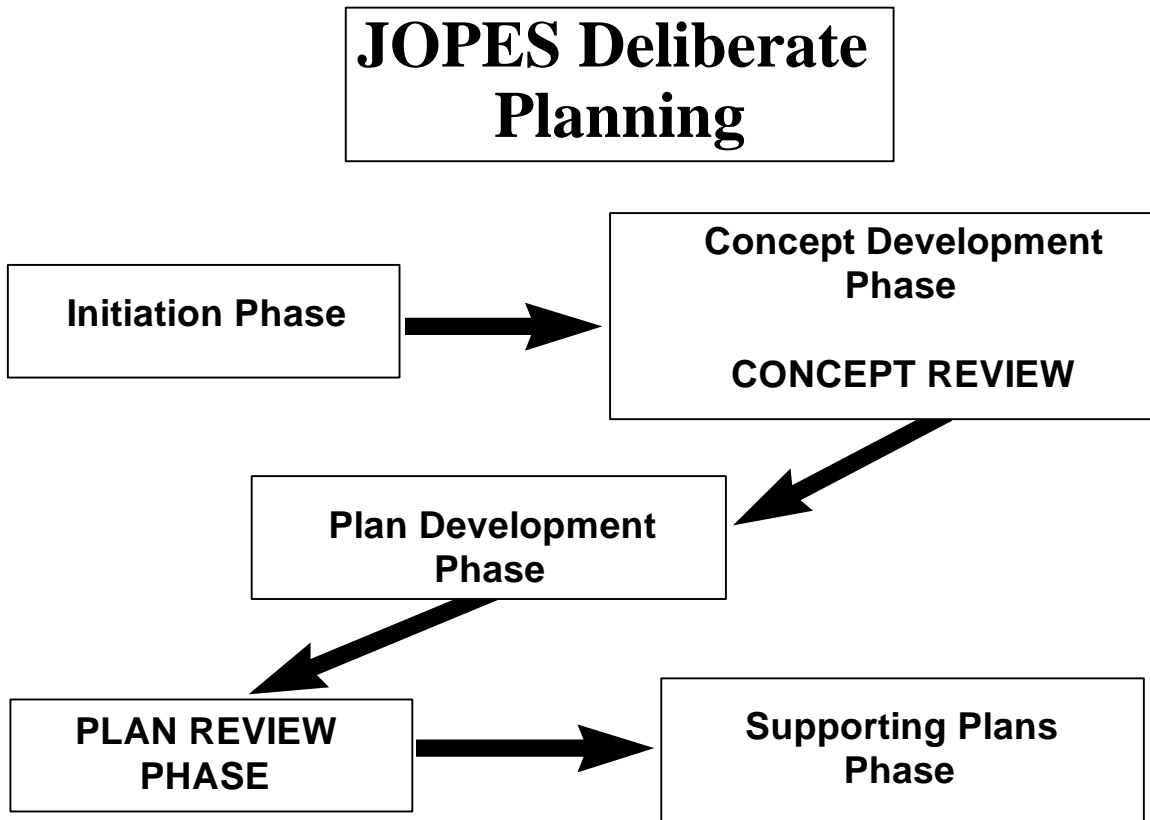 JOPES Deliberate
Planning
Initiation Phase
Concept Development
Phase
CONCEPT REVIEW
Plan Development
Phase
PLAN REVIEW
PHASE
Supporting Plans
Phase